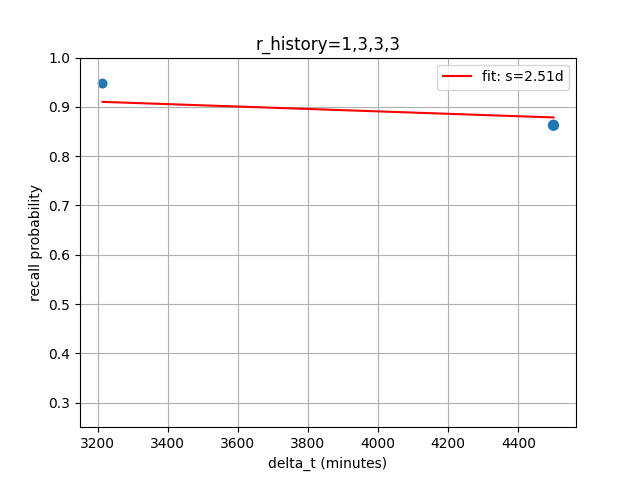 r_history=1,3,3,3
fit: s=2.51d
1.0
0.9
0.8
0.7
0.6
0.5
0.4
0.3
recall probability
3200 3400 3600 3800 4000 4200 4400
delta_t (minutes)